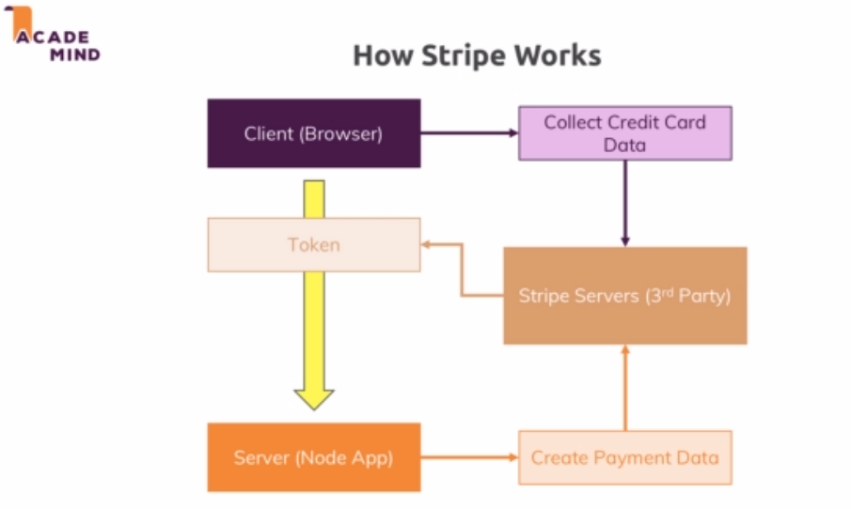 ACADE
MIND
How Stripe Works
Client (Browser)
Collect Credit Card
Data
Token
Stripe Servers (3rd Party)
Server (Node App)
Create Payment Data